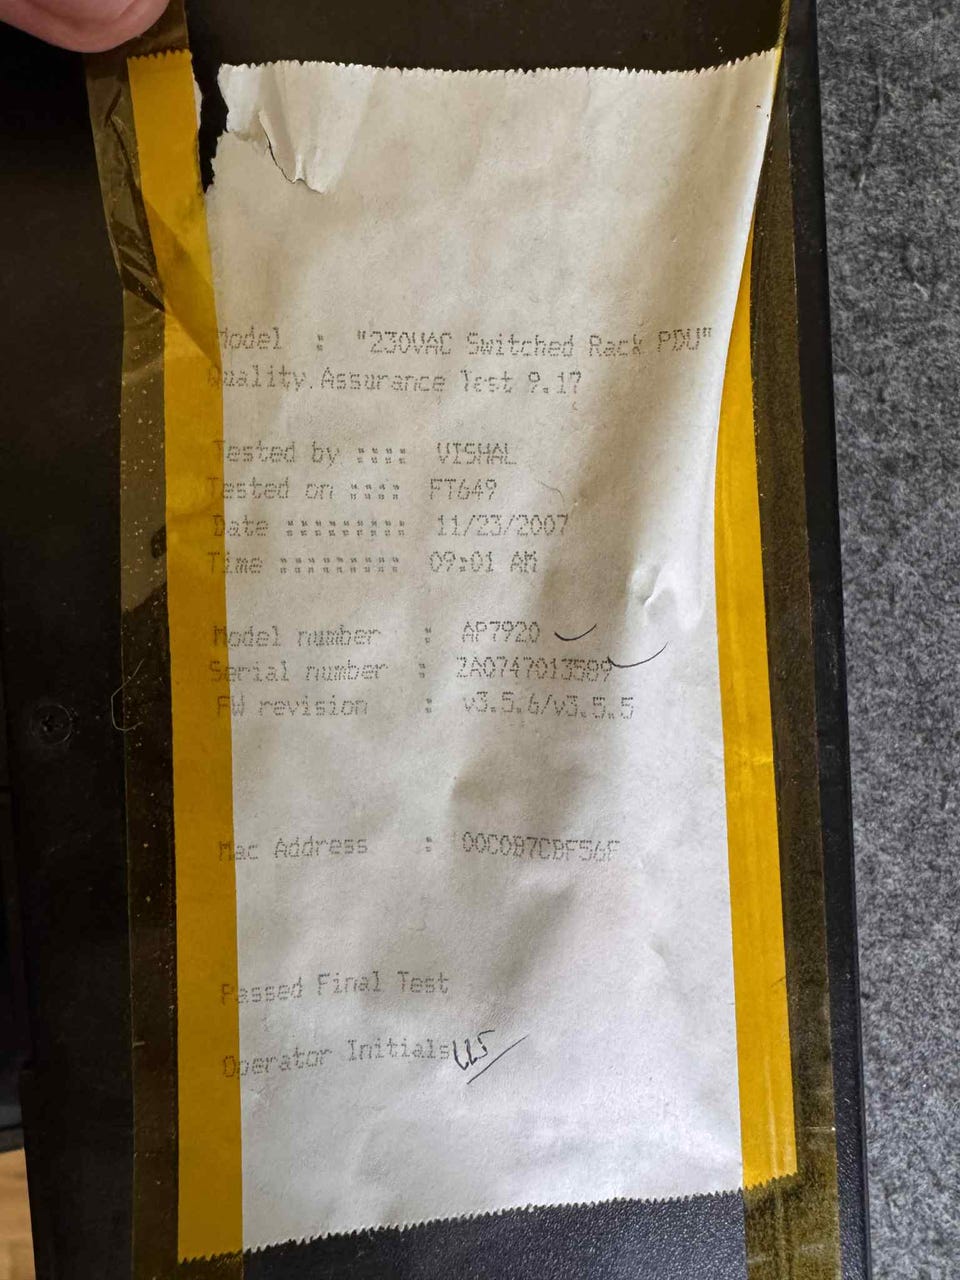 Model : "230VAC Switched Rack PDU"
Quality Assurance Test 9.17
Tested by :::: VISHAL
Tested on :::: FT649
Date ::::::::: 11/23/2007
Time ::::::::: 09:01 AM
Model number : AP7920
Serial number : ZA0747013589
FW revision : v3.5.6/v3.5.5
Mac Address : 00C0B7CBF56F
Passed Final Test
Operator Initials